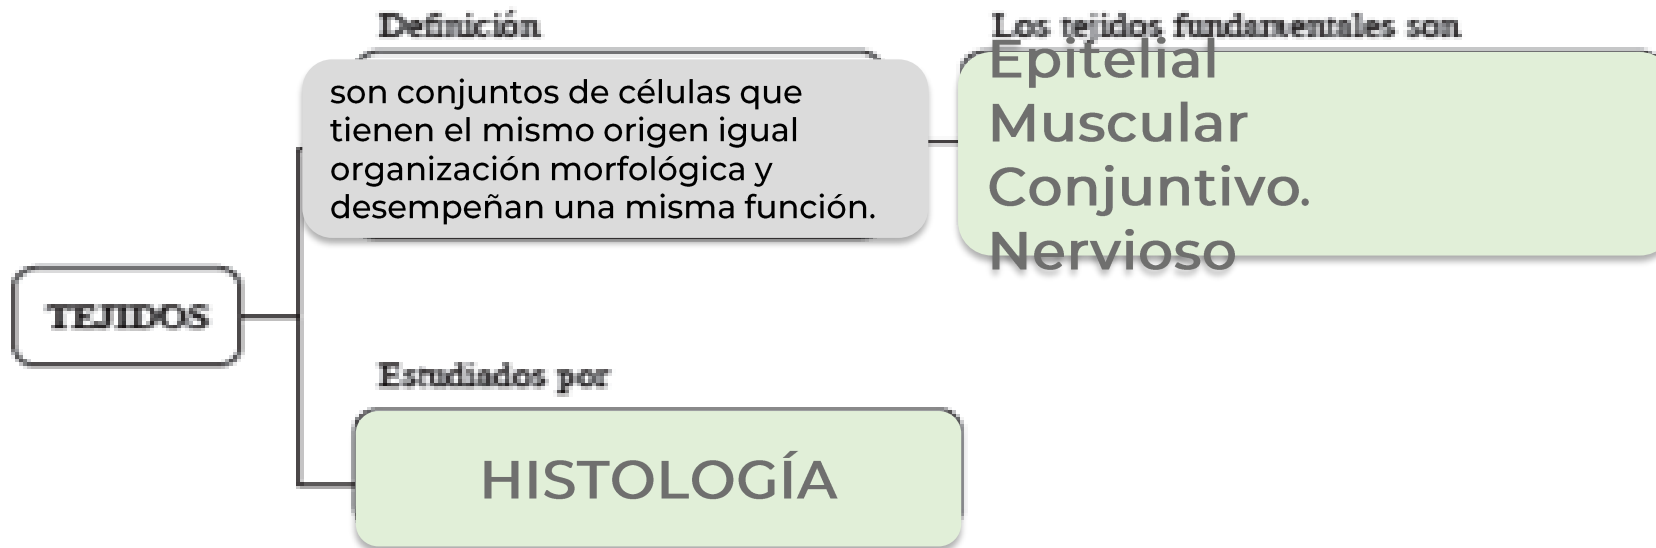 Definición
son conjuntos de células que
tienen el mismo origen igual
organización morfológica y
desempeñan una misma función.
Los tejidos fundamentales son
Epitelial
Muscular
Conjuntivo.
Nervioso
TEJIDOS
Estudiados por
HISTOLOGÍA